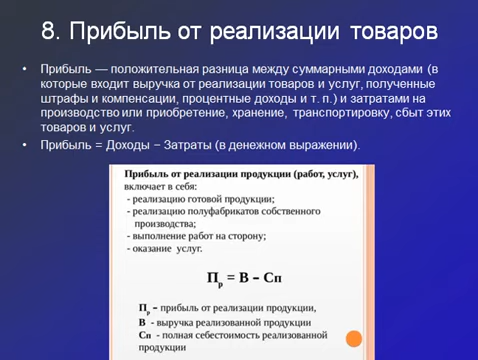 8. Прибыль от реализации товаров
• Прибыль — положительная разница между суммарными доходами (в
которые входит выручка от реализации товаров и услуг, полученные
штрафы и компенсации, процентные доходы и т. п.) и затратами на
производство или приобретение, хранение, транспортировку, сбыт этих
товаров и услуг.
• Прибыль = Доходы − Затраты (в денежном выражении).
Прибыль от реализации продукции (работ, услуг),
включает в себя:
- реализацию готовой продукции;
- реализацию полуфабрикатов собственного
производства;
- выполнение работ на сторону;
- оказание услуг.
Пр = В – Сп
Пр – прибыль от реализации продукции,
В - выручка реализованной продукции
Сп - полная себестоимость реализованной
продукции